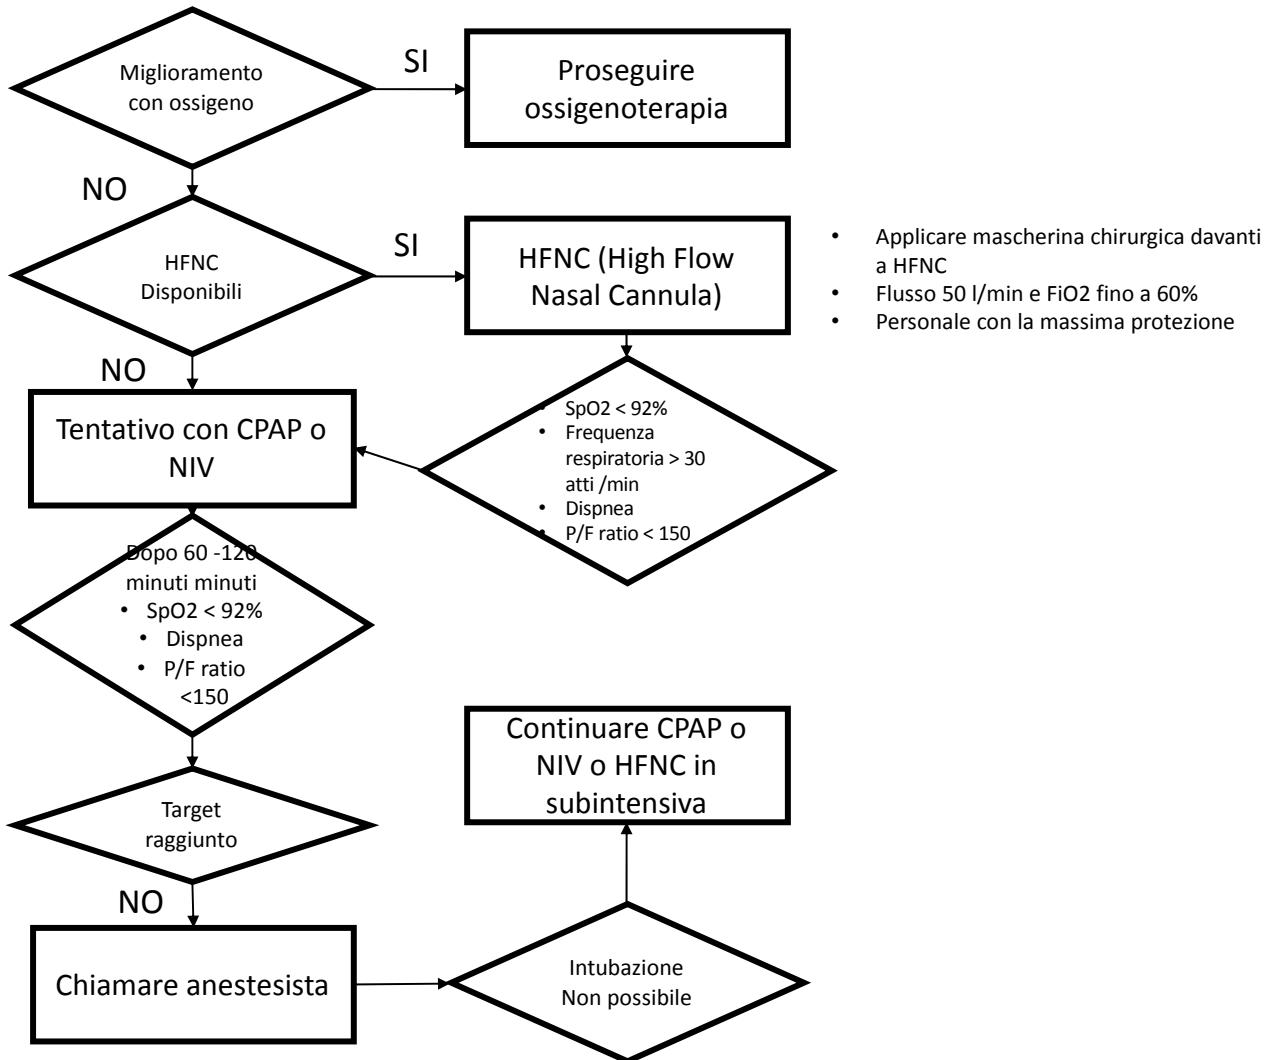 Miglioramento
con ossigeno
SI
Proseguire
ossigenoterapia
NO
HFNC
Disponibili
SI
HFNC (High Flow
Nasal Cannula)
• Applicare mascherina chirurgica davanti
a HFNC
• Flusso 50 l/min e FiO2 fino a 60%
• Personale con la massima protezione
NO
Tentativo con CPAP o
NIV
• SpO2 < 92%
• Frequenza
respiratoria > 30
atti /min
• Dispnea
• P/F ratio < 150
Dopo 60 -120
minuti minuti
• SpO2 < 92%
• Dispnea
• P/F ratio
<150
Target
raggiunto
NO
Chiamare anestesista
Intubazione
Non possibile
Continuare CPAP o
NIV o HFNC in
subintensiva